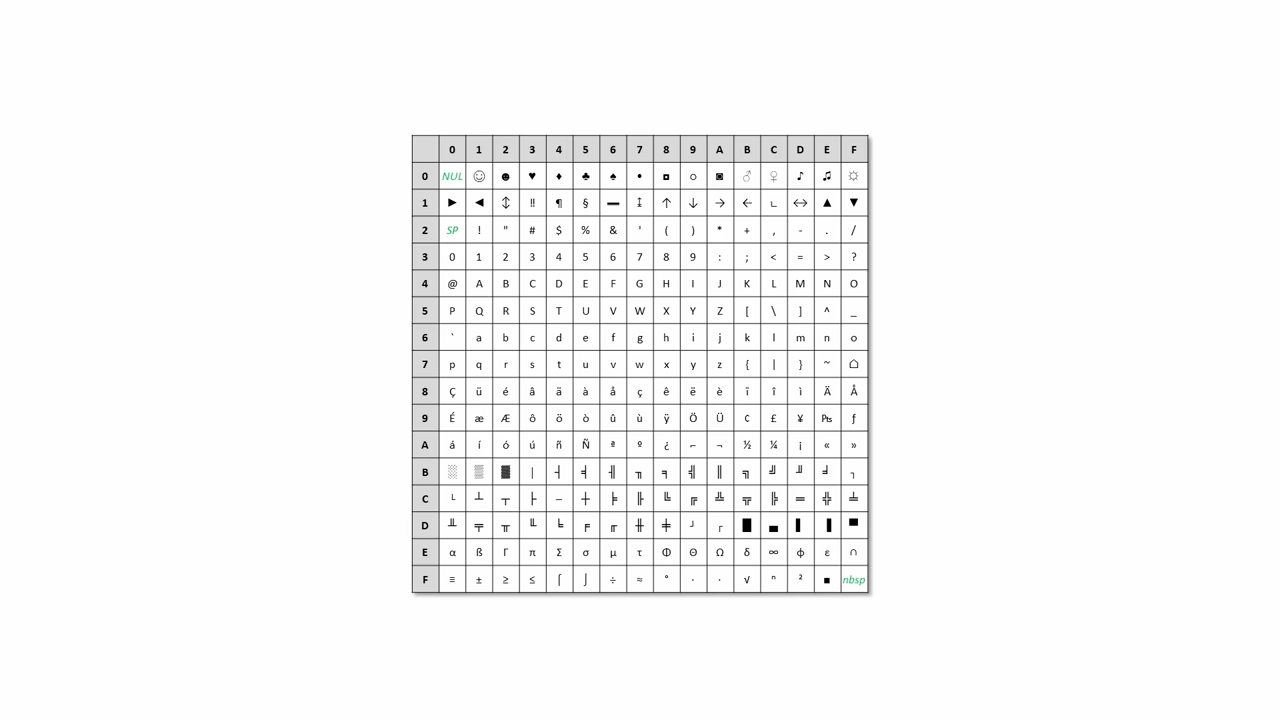 0 1 2 3 4 5 6 7 8 9 A B C D E F
0 NUL ☺ ☻ ♥ ♦ ♣ ♠ • ◘ ○ ◙ ♂ ♀ ♪ ♫ ☼
1 ► ◄ ↕ ‼ ¶ § ▬ ↨ ↑ ↓ → ← ∟ ↔ ▲ ▼
2 SP ! " # $ % & ' ( ) * + , - . /
3 0 1 2 3 4 5 6 7 8 9 : ; < = > ?
4 @ A B C D E F G H I J K L M N O
5 P Q R S T U V W X Y Z [ \ ] ^ _
6 ` a b c d e f g h i j k l m n o
7 p q r s t u v w x y z { | } ~ ⌂
8 Ç ü é â ä à å ç ê ë è ï î ì Ä Å
9 É æ Æ ô ö ò û ù ÿ Ö Ü ¢ £ ¥ ₧ ƒ
A á í ó ú ñ Ñ ª º ¿ ⌐ ¬ ½ ¼ ¡ « »
B ░ ▒ ▓ │ ┤ ╡ ╢ ╖ ╕ ╣ ║ ╗ ╝ ╜ ╛ ┐
C └ ┴ ┬ ├ ─ ┼ ╞ ╟ ╚ ╔ ╩ ╦ ╠ ═ ╬ ╧
D ╨ ╤ ╥ ╙ ╘ ╒ ╓ ╫ ╪ ┘ ┌ █ ▄ ▌ ▐ ▀
E α ß Γ π Σ σ µ τ Φ Θ Ω δ ∞ φ ε ∩
F ≡ ± ≥ ≤ ⌠ ⌡ ÷ ≈ ° ∙ · √ ⁿ ² ■ nbsp